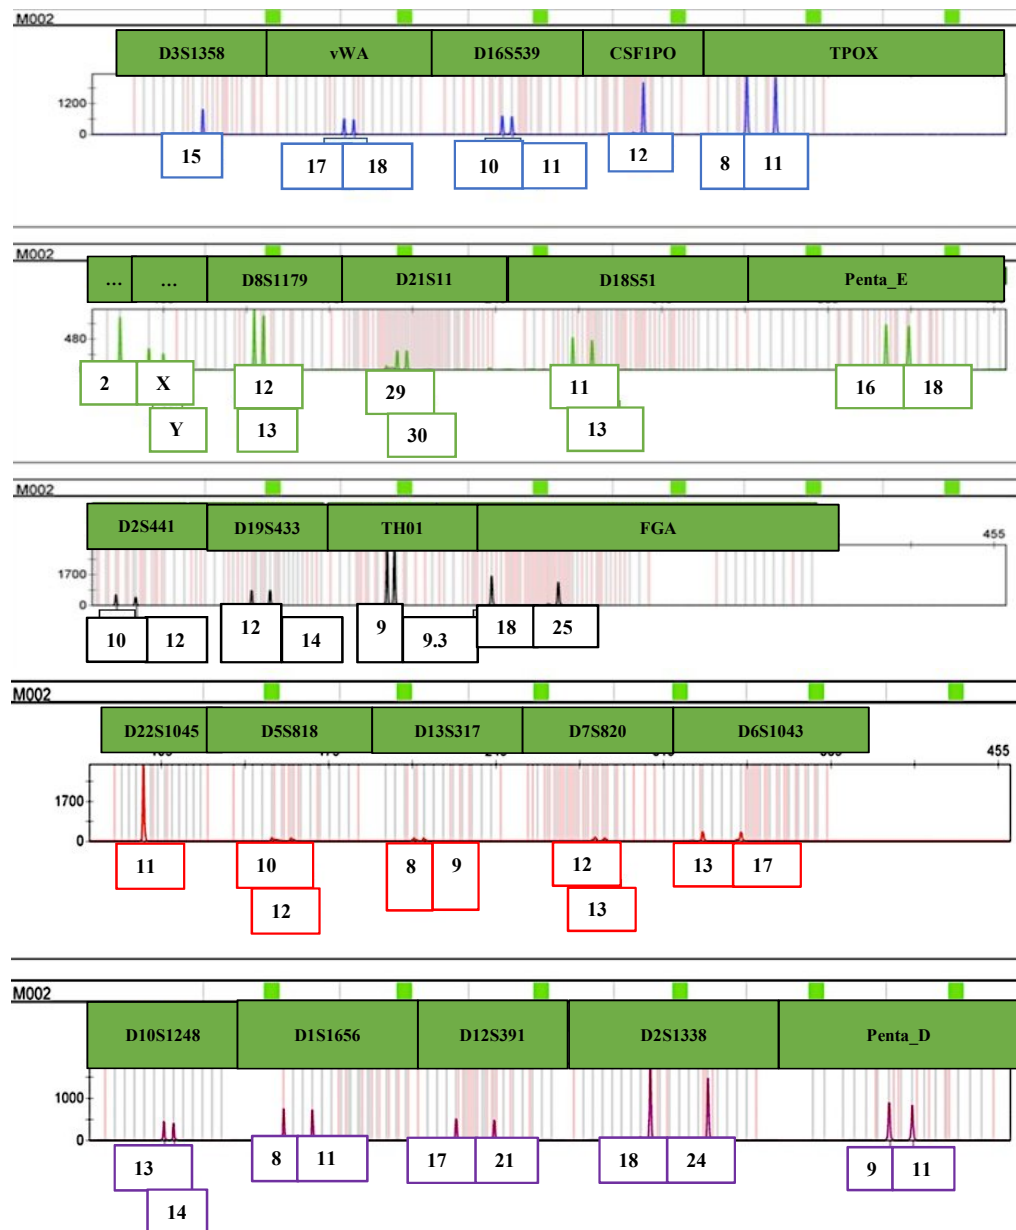 M002
D3S1358 vWA D16S539 CSF1PO TPOX
1200
0
15 17 18 10 11 12 8 11
M002
... ... D8S1179 D21S11 D18S51 Penta_E
480
2 X 12 29 11 16 18
Y 13 30 13
M002
D2S441 D19S433 TH01 FGA
455
1700
0
10 12 12 14 9 9.3 18 25
M002
D22S1045 D5S818 D13S317 D7S820 D6S1043
455
1700
0
11 10 8 9 12 13 17
12 13
M002
D10S1248 D1S1656 D12S391 D2S1338 Penta_D
1000
0
13 8 11 17 21 18 24 9 11
14